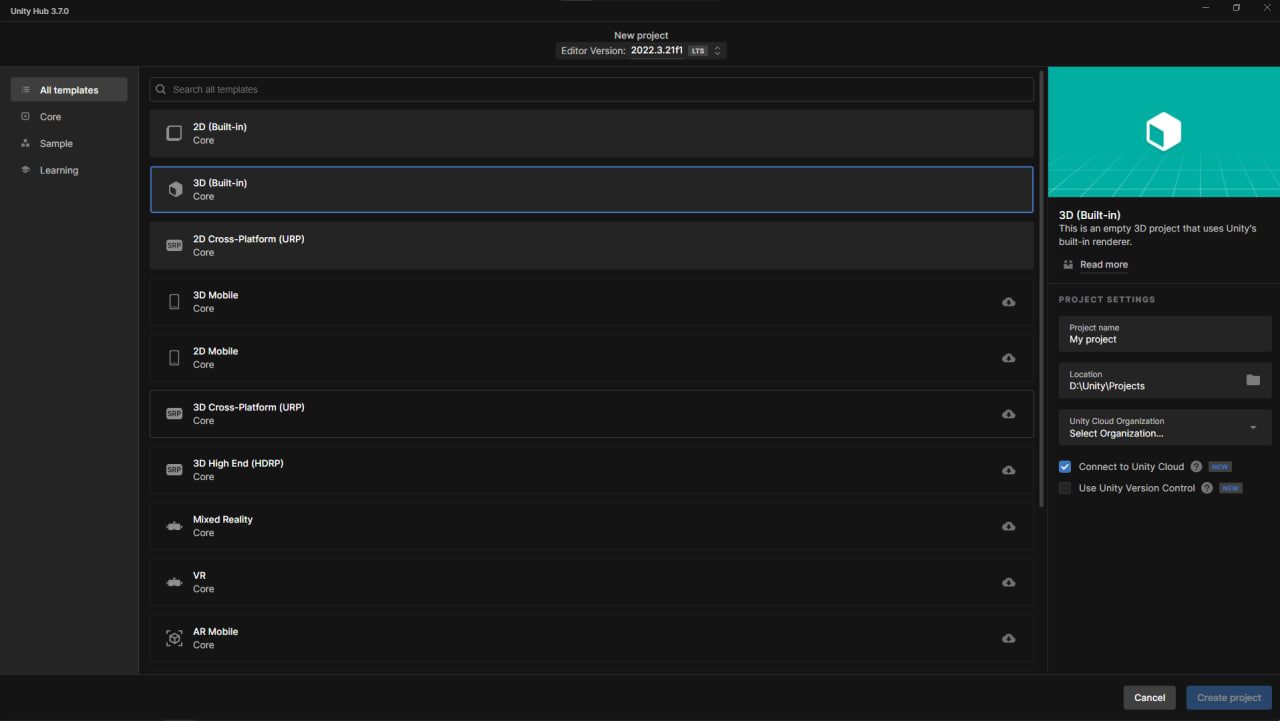 Unity Hub 3.7.0
New project
Editor Version: 2022.3.21f1 LTS
All templates
Core
Sample
Learning
Search all templates
2D (Built-in)
Core
3D (Built-in)
Core
SRP
2D Cross-Platform (URP)
Core
3D Mobile
Core
2D Mobile
Core
SRP
3D Cross-Platform (URP)
Core
SRP
3D High End (HDRP)
Core
Mixed Reality
Core
VR
Core
AR Mobile
Core
3D (Built-in)
This is an empty 3D project that uses Unity's
built-in renderer.
Read more
PROJECT SETTINGS
Project name
My project
Location
D:\Unity\Projects
Unity Cloud Organization
Select Organization...
Connect to Unity Cloud ? NEW
Use Unity Version Control ? NEW
Cancel
Create project